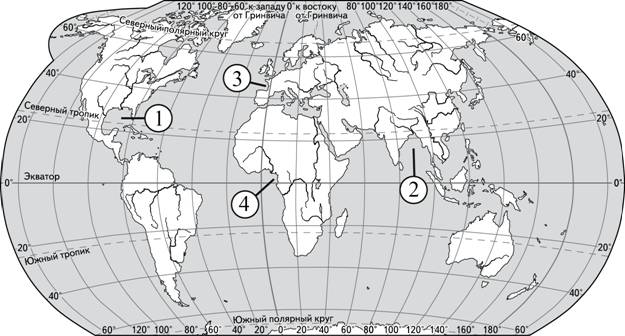 120° 100° 80° 60° к западу 0° к востоку 80° 100° 120° 140° 160° 180°
от Гринвича от Гринвича
Северный полярный круг
60° 60°
40° 3 40°
Северный тропик 1
20° 20°
Экватор 2
0° 0°
4
20° 20°
Южный тропик
40° 40°
Южный полярный круг
60° 120° 140° 100° 80° 60° 40° 20° 0° 20° 40° 60° 80° 100° 120° 140° 60°